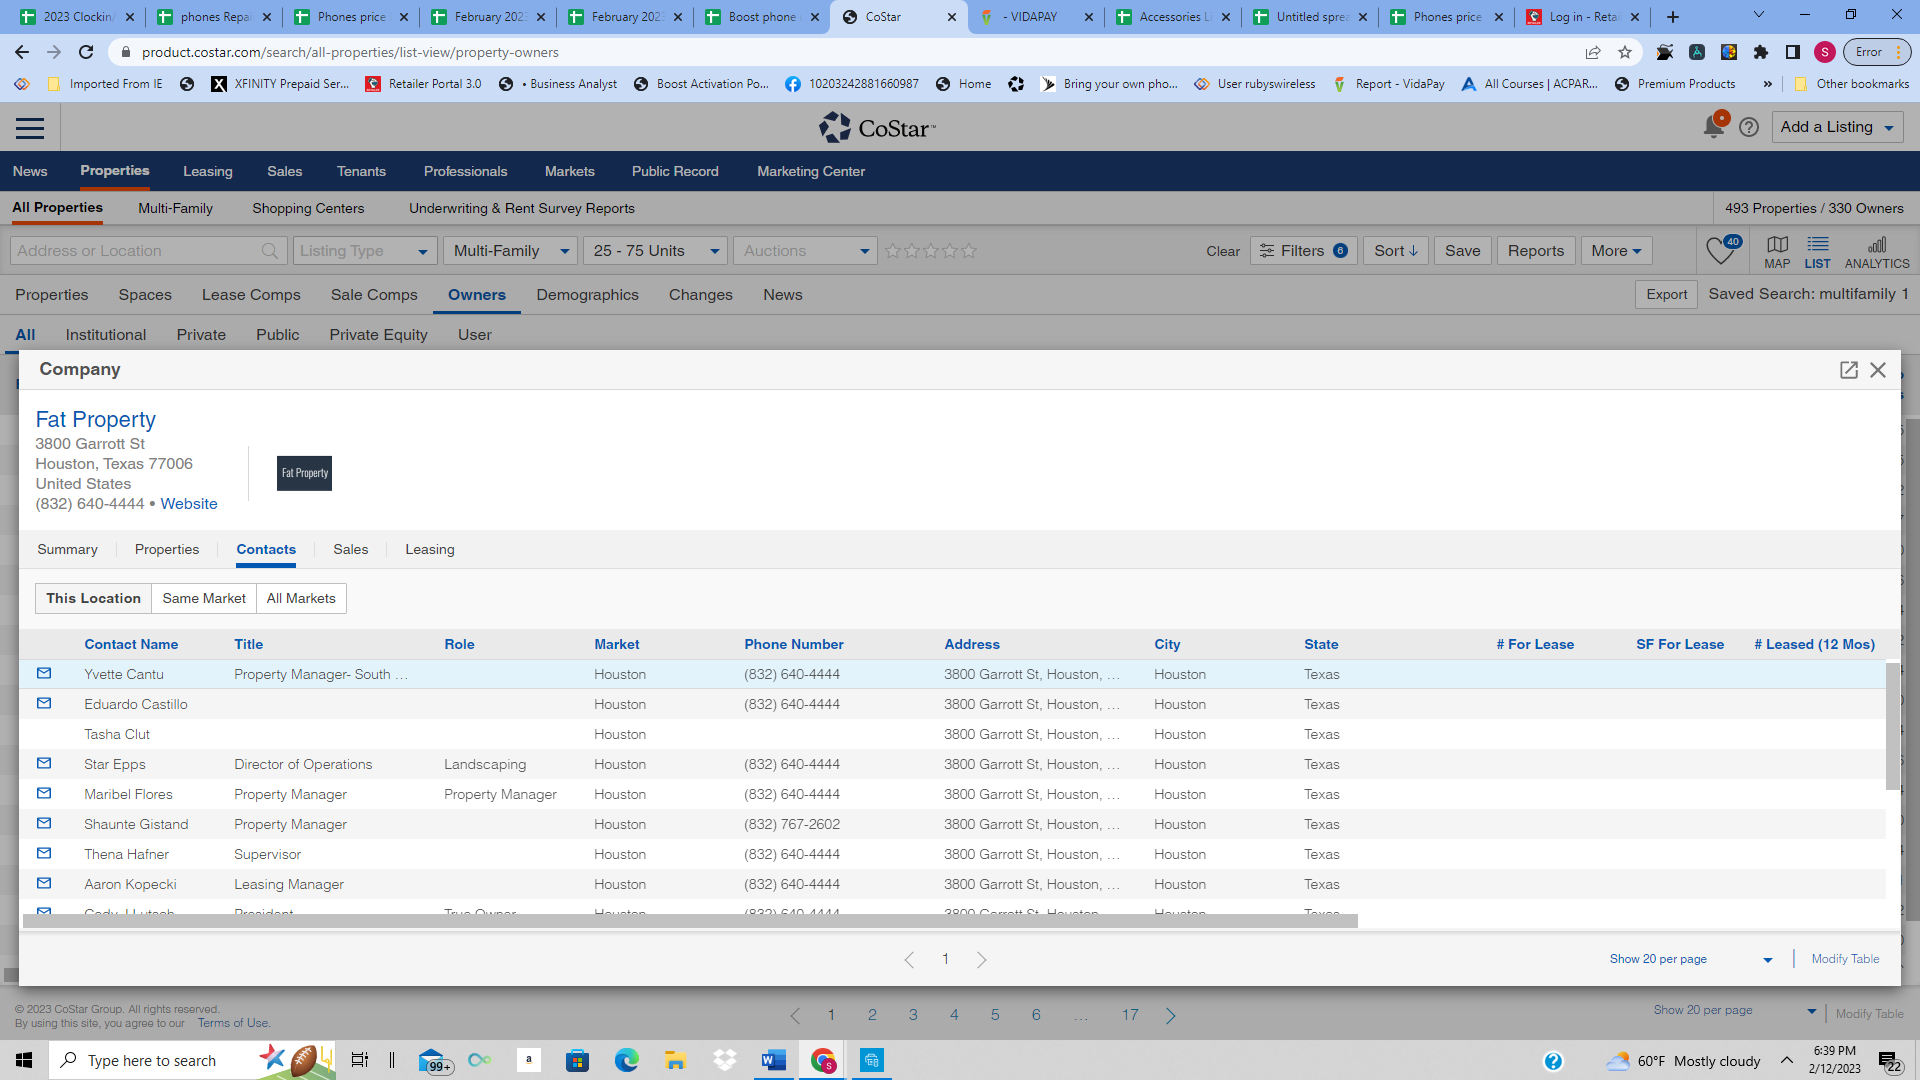 2023 Clockin/
phones Repa
Phones price
February 202
February 202
Boost phone
CoStar
- VIDAPAY
Accessories Li
Untitled sprea
Phones price
Log in - Retai
product.costar.com/search/all-properties/list-view/property-owners
S
Error
Imported From IE
XFINITY Prepaid Ser...
Retailer Portal 3.0
• Business Analyst
Boost Activation Po...
10203242881660987
Home
Bring your own pho...
User rubyswireless
Report - VidaPay
All Courses | ACPAR...
Premium Products
»
Other bookmarks
CoStar™
Add a Listing
News Properties Leasing Sales Tenants Professionals Markets Public Record Marketing Center
All Properties Multi-Family Shopping Centers Underwriting & Rent Survey Reports
493 Properties / 330 Owners
Address or Location
Listing Type
Multi-Family
25 - 75 Units
Auctions
Clear
Filters 6
Sort
Save
Reports
More
40
MAP
LIST
ANALYTICS
Properties Spaces Lease Comps Sale Comps Owners Demographics Changes News
Export
Saved Search: multifamily 1
All Institutional Private Public Private Equity User
Company
Fat Property
3800 Garrott St
Houston, Texas 77006
United States
(832) 640-4444 • Website
Fat Property
Summary Properties Contacts Sales Leasing
This Location Same Market All Markets
Contact Name Title Role Market Phone Number Address City State # For Lease SF For Lease # Leased (12 Mos)
Yvette Cantu Property Manager- South ... Houston (832) 640-4444 3800 Garrott St, Houston, ... Houston Texas
Eduardo Castillo Houston (832) 640-4444 3800 Garrott St, Houston, ... Houston Texas
Tasha Clut Houston 3800 Garrott St, Houston, ... Houston Texas
Star Epps Director of Operations Landscaping Houston (832) 640-4444 3800 Garrott St, Houston, ... Houston Texas
Maribel Flores Property Manager Property Manager Houston (832) 640-4444 3800 Garrott St, Houston, ... Houston Texas
Shaunte Gistand Property Manager Houston (832) 767-2602 3800 Garrott St, Houston, ... Houston Texas
Thena Hafner Supervisor Houston (832) 640-4444 3800 Garrott St, Houston, ... Houston Texas
Aaron Kopecki Leasing Manager Houston (832) 640-4444 3800 Garrott St, Houston, ... Houston Texas
President True Owner Houston (832) 640-4444 3800 Garrott St, Houston, Houston Texas
1
Show 20 per page
Modify Table
© 2023 CoStar Group. All rights reserved.
By using this site, you agree to our Terms of Use.
1 2 3 4 5 6 ... 17
Show 20 per page
Modify Table
Type here to search
99+
a
60°F Mostly cloudy
6:39 PM
2/12/2023
22